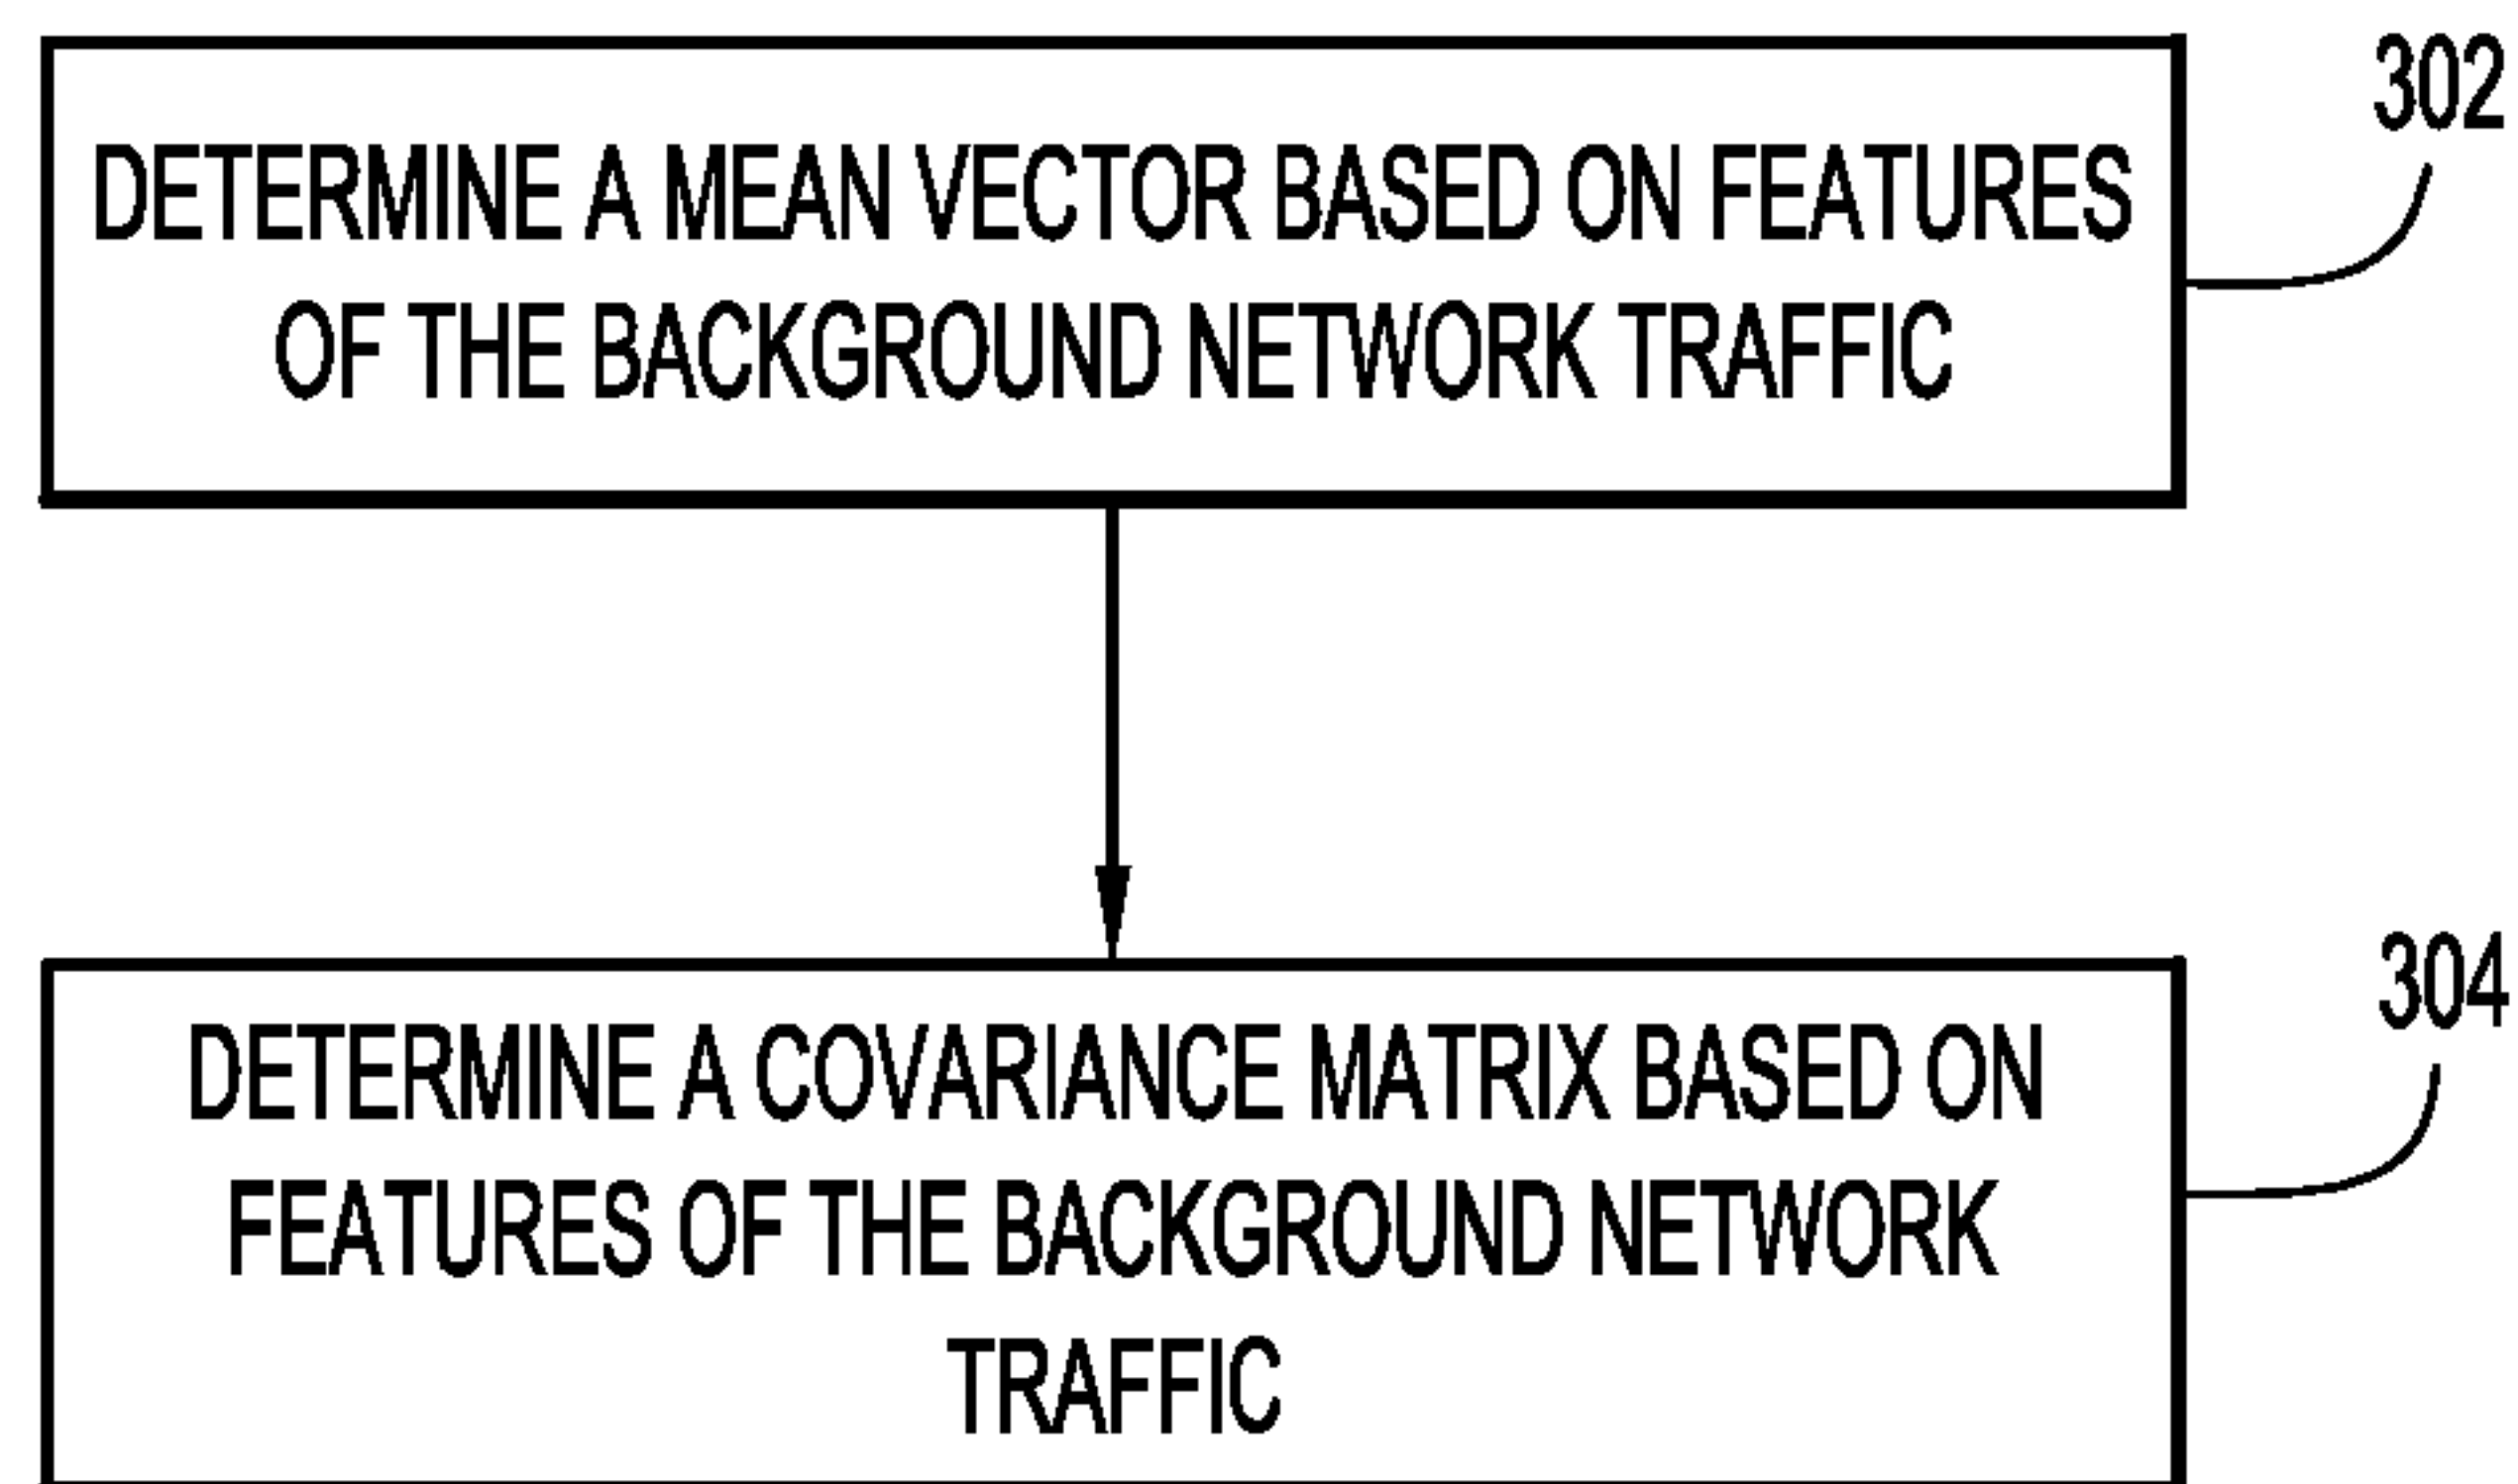 302
DETERMINE A MEAN VECTOR BASED ON FEATURES
OF THE BACKGROUND NETWORK TRAFFIC
304
DETERMINE A COVARIANCE MATRIX BASED ON
FEATURES OF THE BACKGROUND NETWORK
TRAFFIC